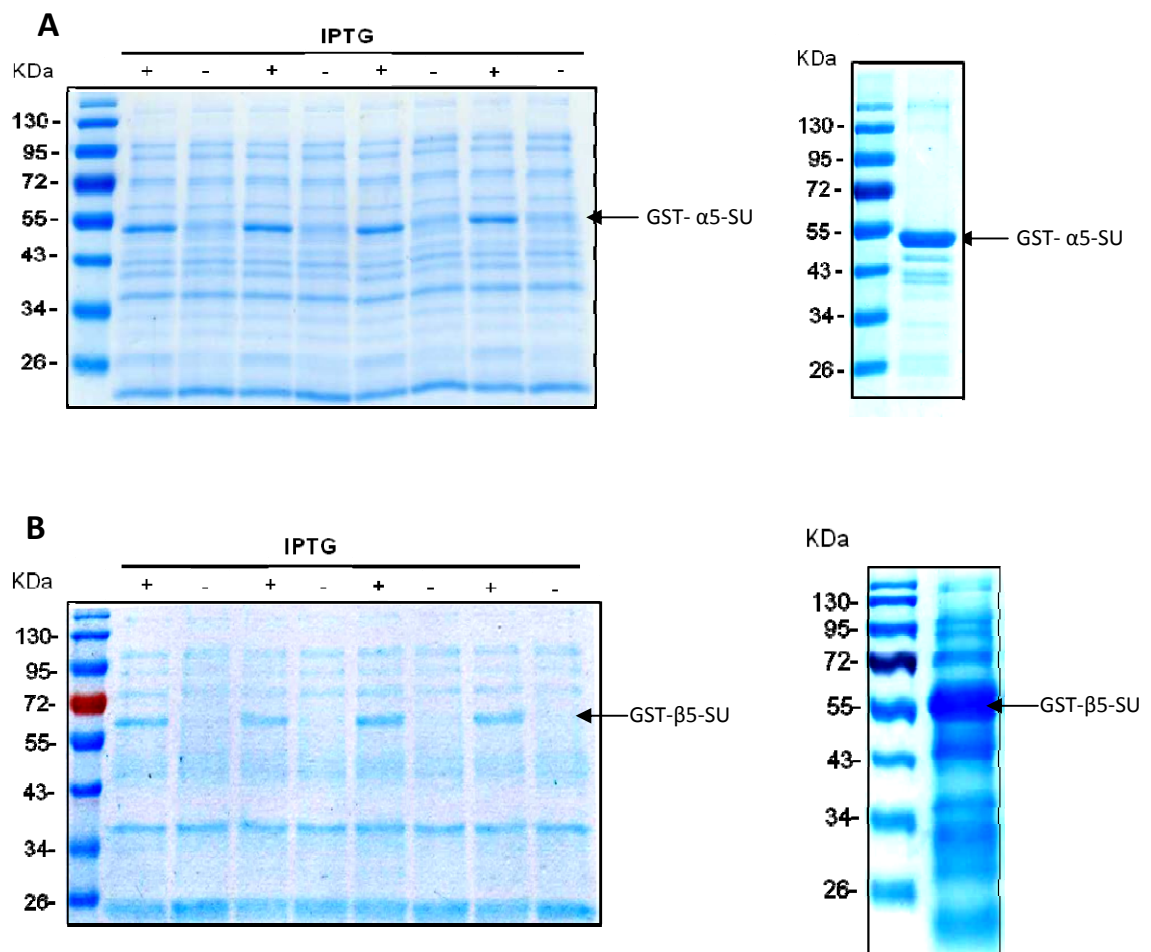 A
IPTG
KDa + - + - + - + -
130-
95-
72-
55-
43-
34-
26-
GST- α5-SU
KDa
130-
95-
72-
55-
43-
34-
26-
GST- α5-SU
B
IPTG
KDa + - + - + - + -
130-
95-
72-
55-
43-
34-
26-
GST-β5-SU
KDa
130-
95-
72-
55-
43-
34-
26-
GST-β5-SU